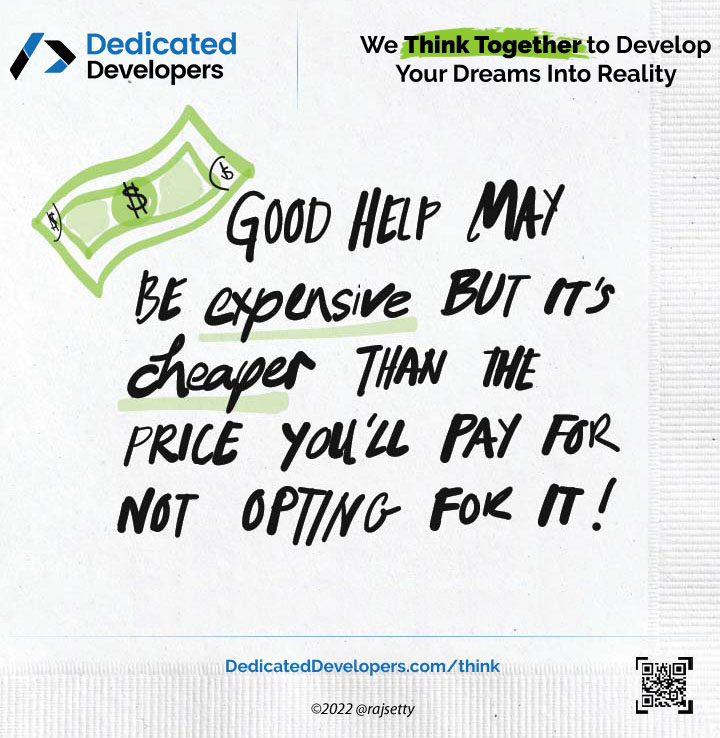 Dedicated
Developers
We Think Together to Develop
Your Dreams Into Reality
$ $ $
GOOD HELP MAY
BE expensive BUT IT'S
cheaper THAN THE
PRICE YOU'LL PAY FOR
NOT OPTING FOR IT!
DedicatedDevelopers.com/think
©2022 @rajsetty